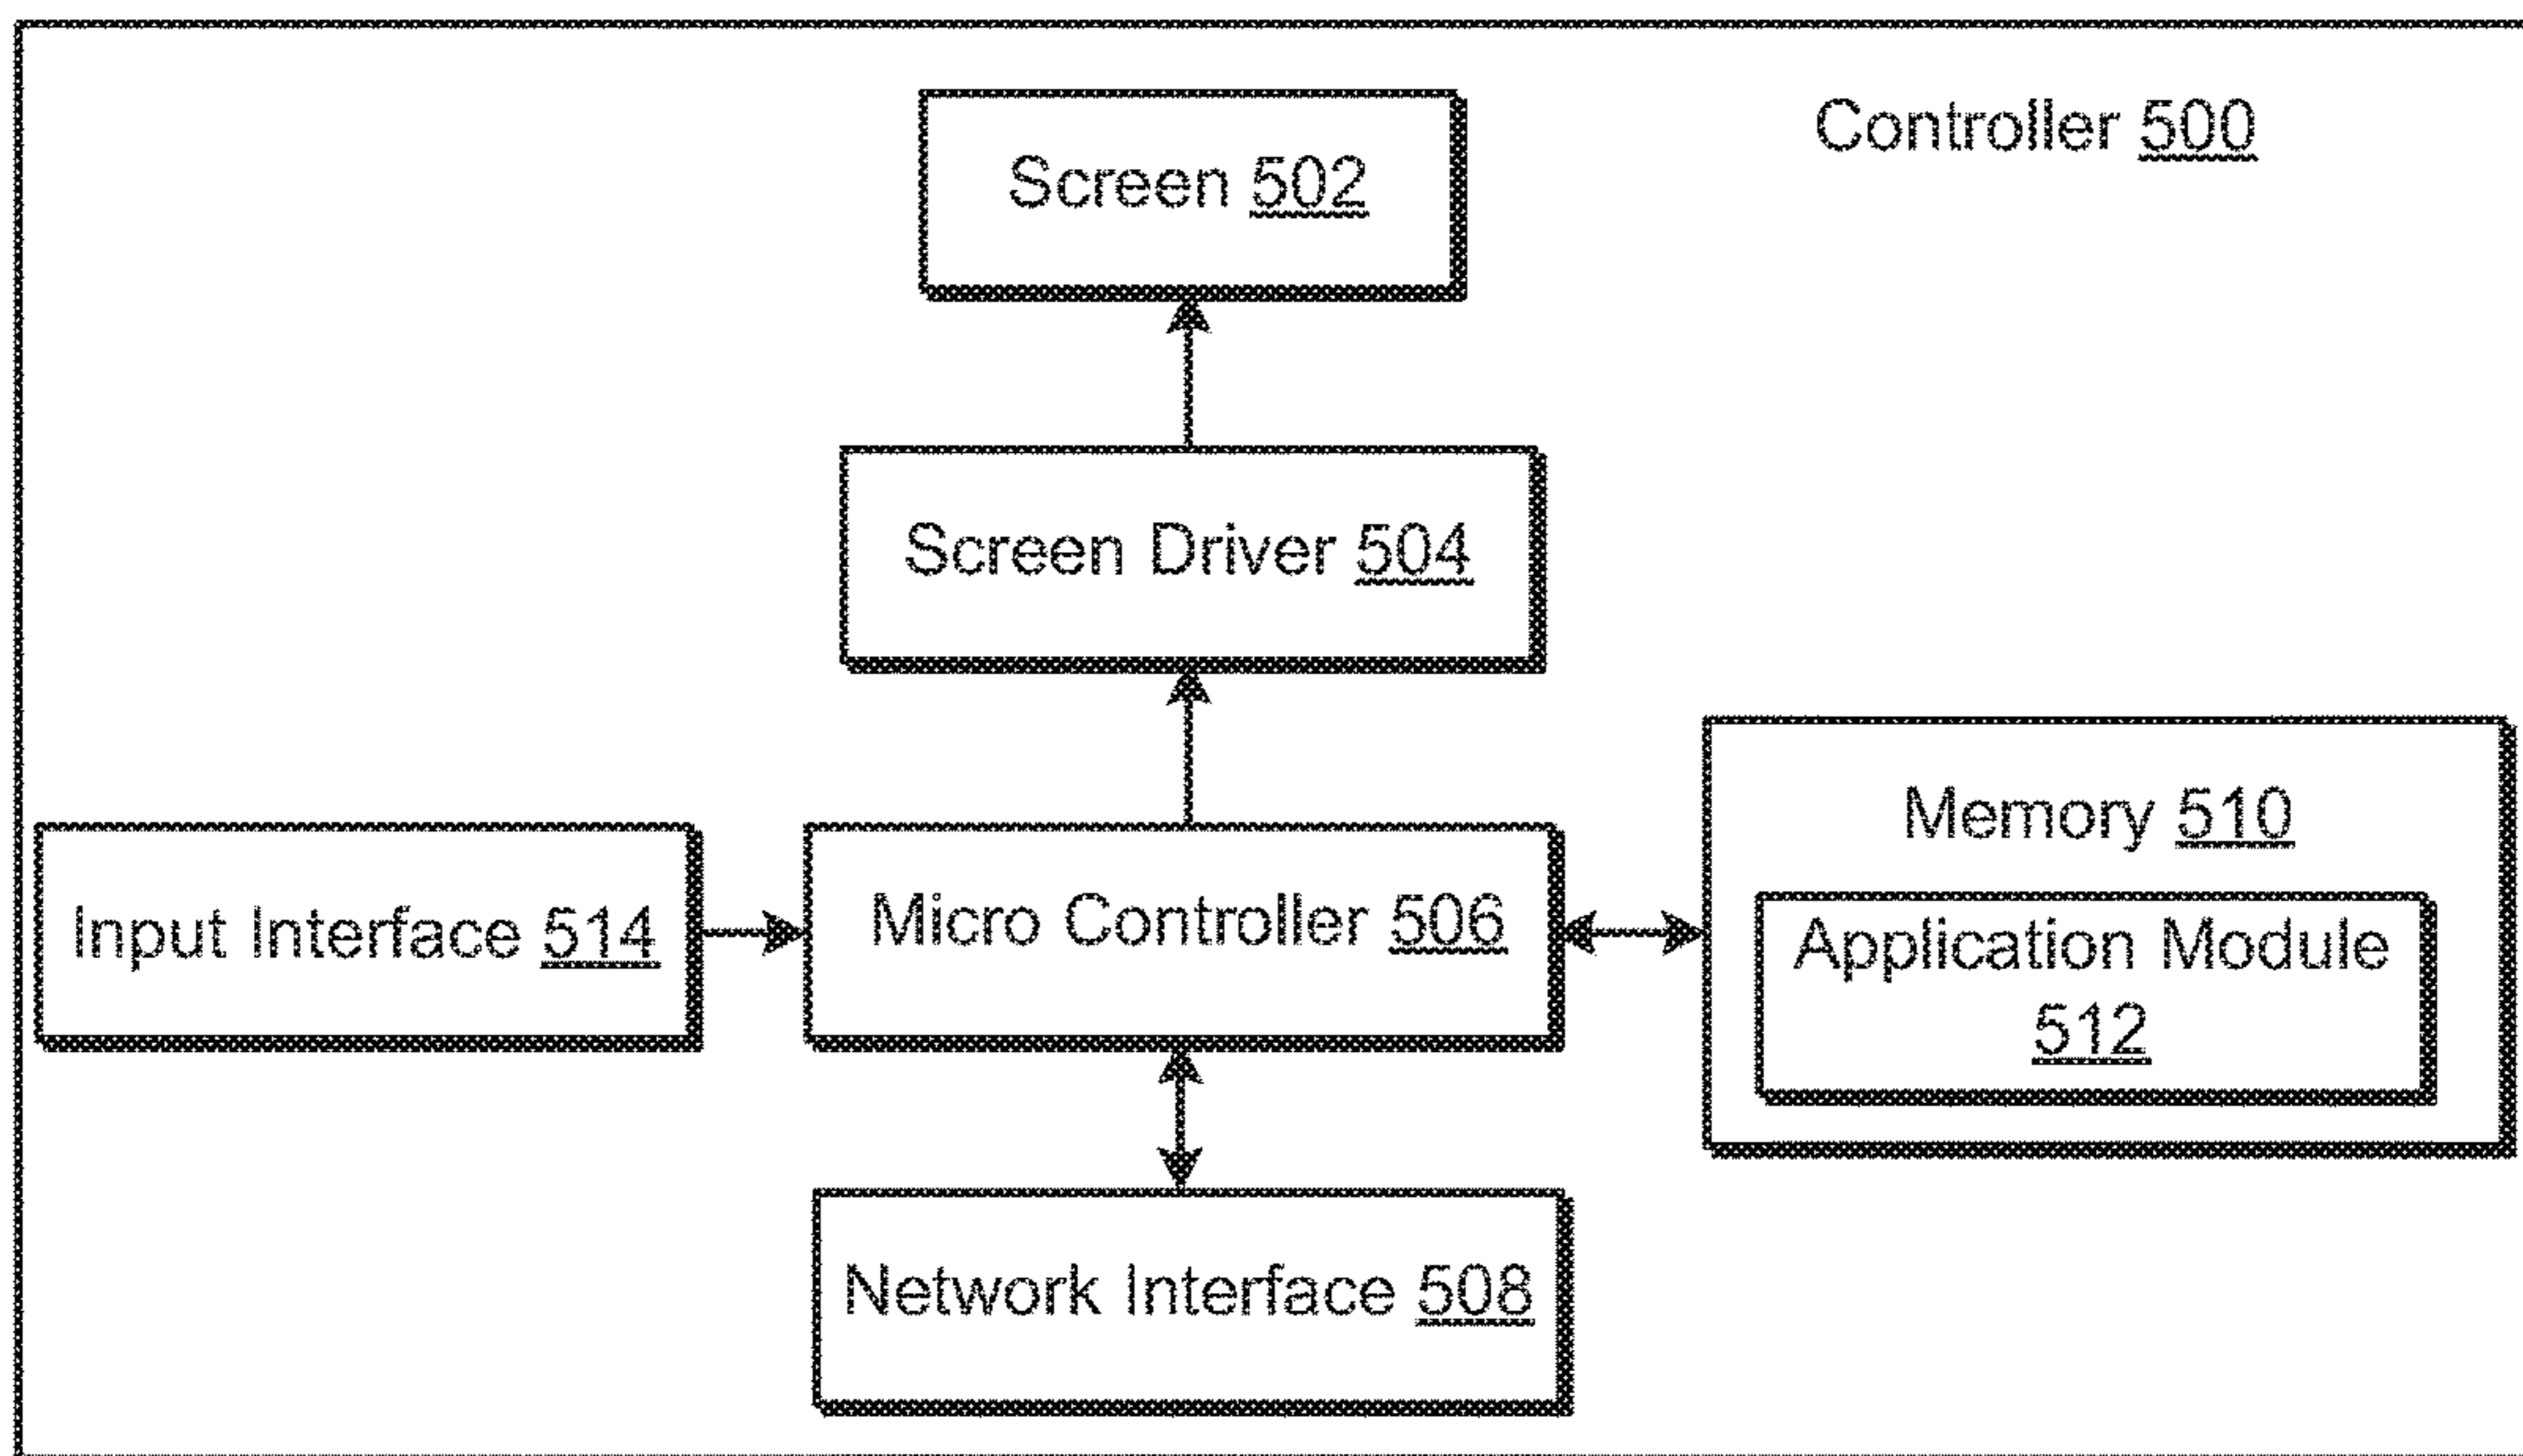 Controller 500
Screen 502
Screen Driver 504
Memory 510
Input Interface 514
Micro Controller 506
Application Module
512
Network Interface 508